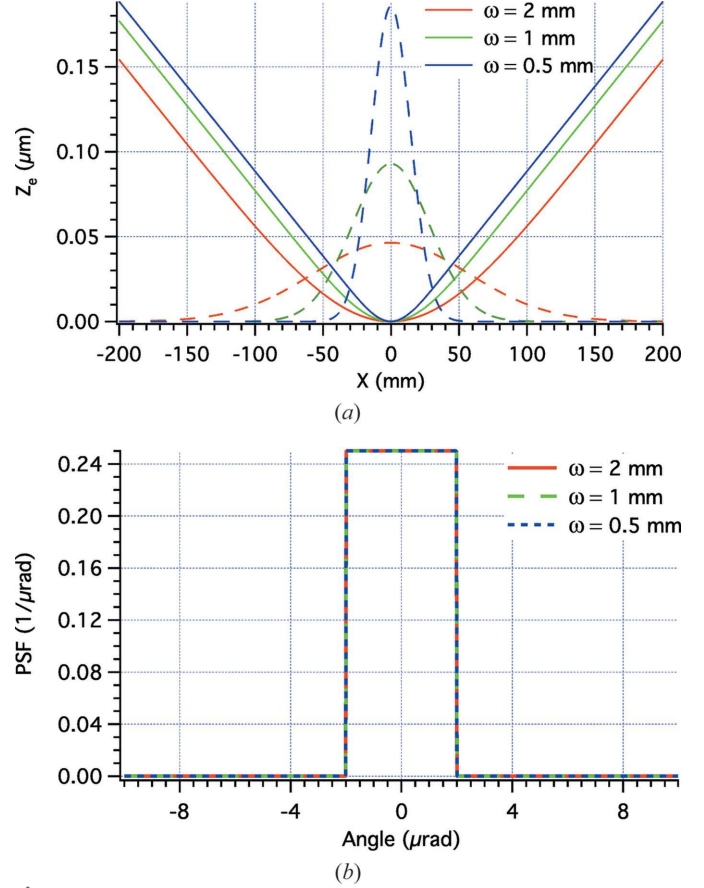 0.15
0.10
0.05
0.00
Ze (µm)
ω = 2 mm
ω = 1 mm
ω = 0.5 mm
-200 -150 -100 -50 0 50 100 150 200
X (mm)
(a)
0.24
0.20
0.16
0.12
0.08
0.04
0.00
PSF (1/µrad)
ω = 2 mm
ω = 1 mm
ω = 0.5 mm
-8 -4 0 4 8
Angle (µrad)
(b)